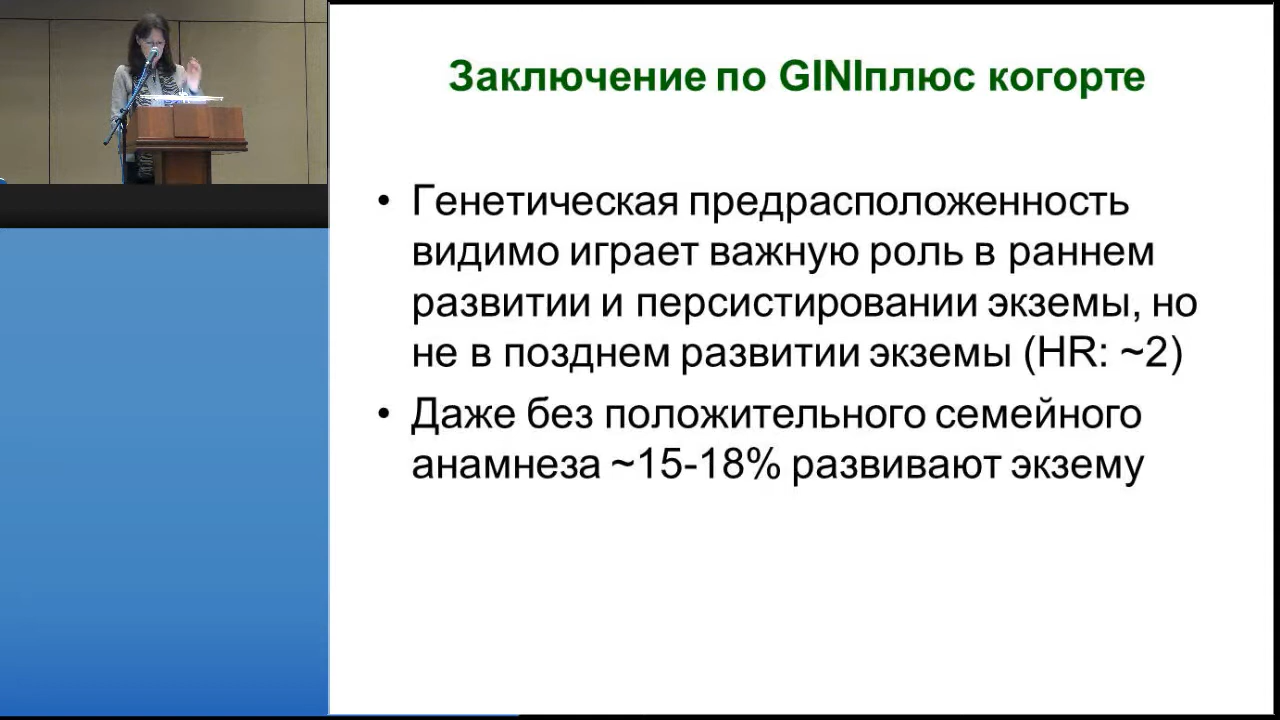 Заключение по GINIплюс когорте
• Генетическая предрасположенность
видимо играет важную роль в раннем
развитии и персистировании экземы, но
не в позднем развитии экземы (HR: ~2)
• Даже без положительного семейного
анамнеза ~15-18% развивают экзему